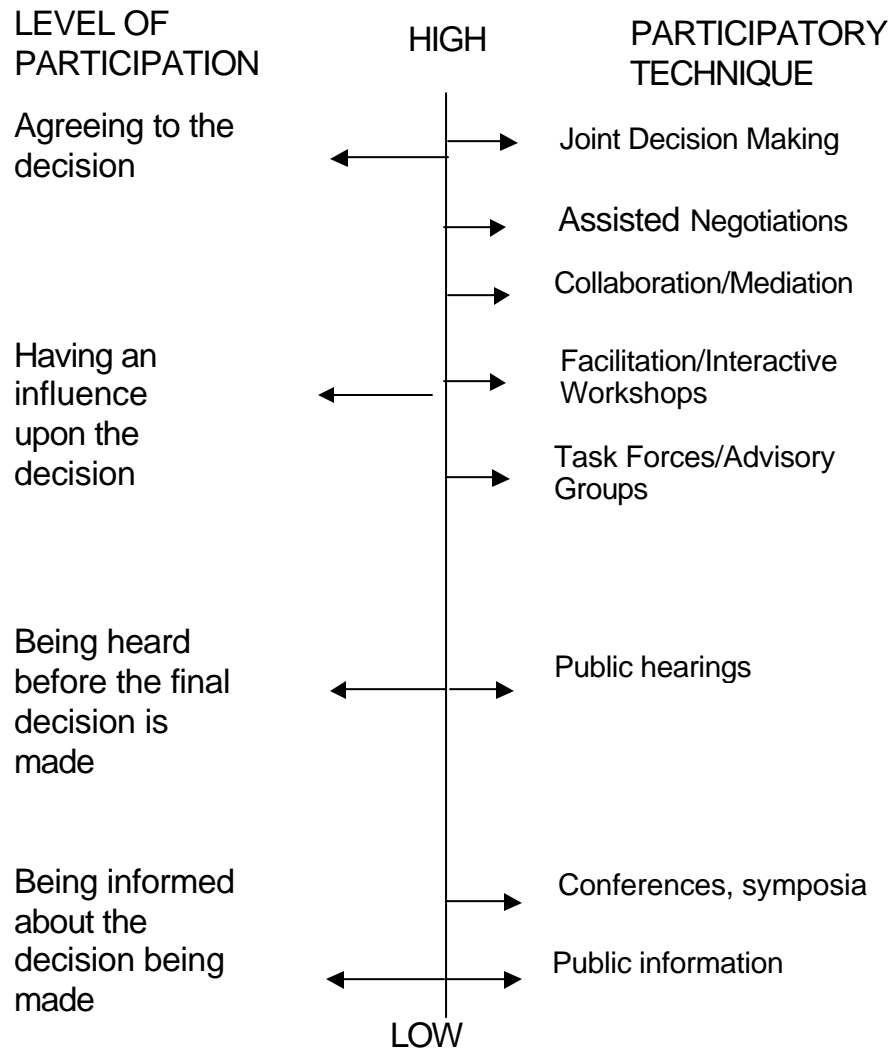 LEVEL OF
PARTICIPATION
HIGH
PARTICIPATORY
TECHNIQUE
Agreeing to the
decision
Joint Decision Making
Assisted Negotiations
Collaboration/Mediation
Having an
influence
upon the
decision
Facilitation/Interactive
Workshops
Task Forces/Advisory
Groups
Being heard
before the final
decision is
made
Public hearings
Being informed
about the
decision being
made
Conferences, symposia
Public information
LOW